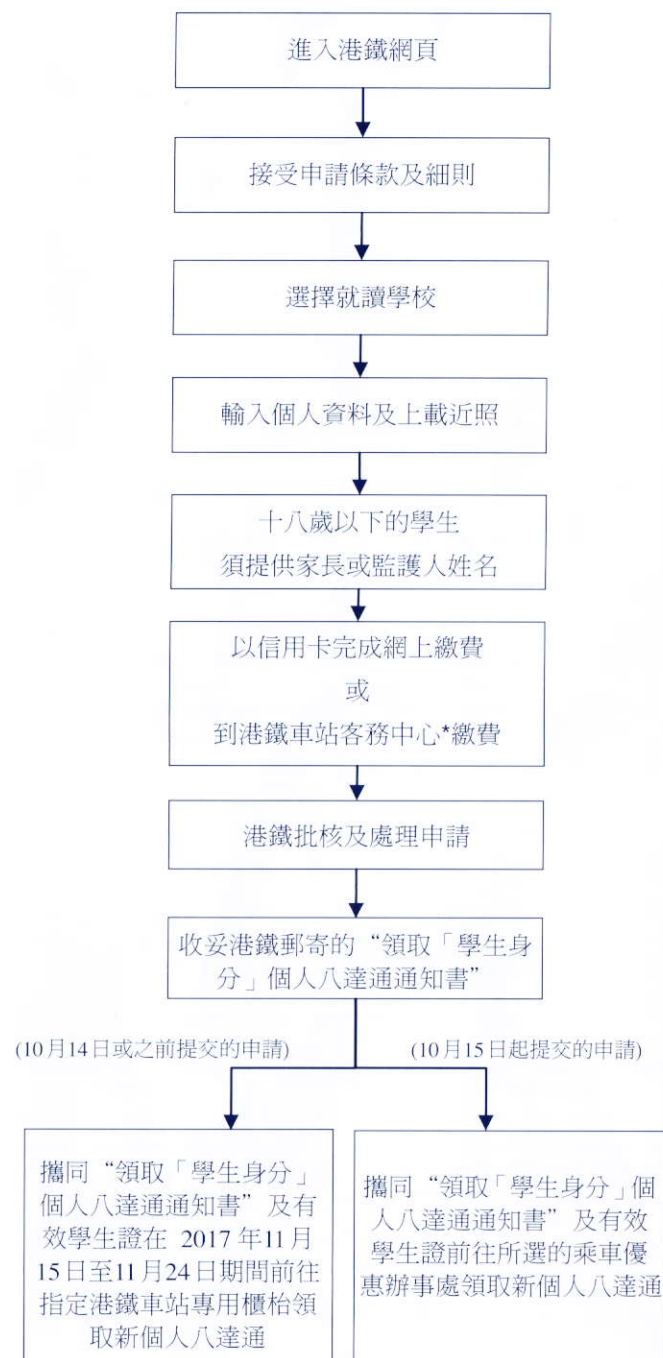 進入港鐵網頁
接受申請條款及細則
選擇就讀學校
輸入個人資料及上載近照
十八歲以下的學生
須提供家長或監護人姓名
以信用卡完成網上繳費
或
到港鐵車站客務中心*繳費
港鐵批核及處理申請
收妥港鐵郵寄的“領取「學生身
分」個人八達通通知書”
(10月14日或之前提交的申請)
(10月15日起提交的申請)
攜同“領取「學生身分」
個人八達通通知書”及有
效學生證在 2017 年11月
15日至11月24日期間前往
指定港鐵車站專用櫃枱領
取新個人八達通
攜同“領取「學生身分」個
人八達通通知書”及有效
學生證前往所選的乘車優
惠辦事處領取新個人八達通